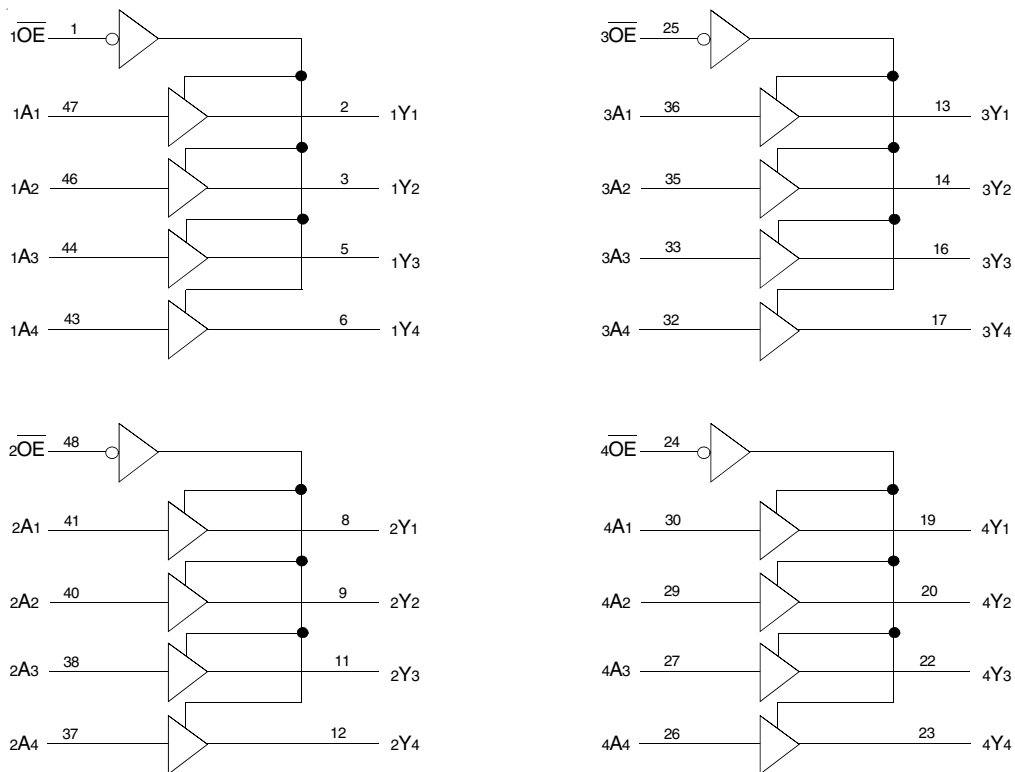 1OE 1
1A1 47 2 1Y1
1A2 46 3 1Y2
1A3 44 5 1Y3
1A4 43 6 1Y4
3OE 25
3A1 36 13 3Y1
3A2 35 14 3Y2
3A3 33 16 3Y3
3A4 32 17 3Y4
2OE 48
2A1 41 8 2Y1
2A2 40 9 2Y2
2A3 38 11 2Y3
2A4 37 12 2Y4
4OE 24
4A1 30 19 4Y1
4A2 29 20 4Y2
4A3 27 22 4Y3
4A4 26 23 4Y4